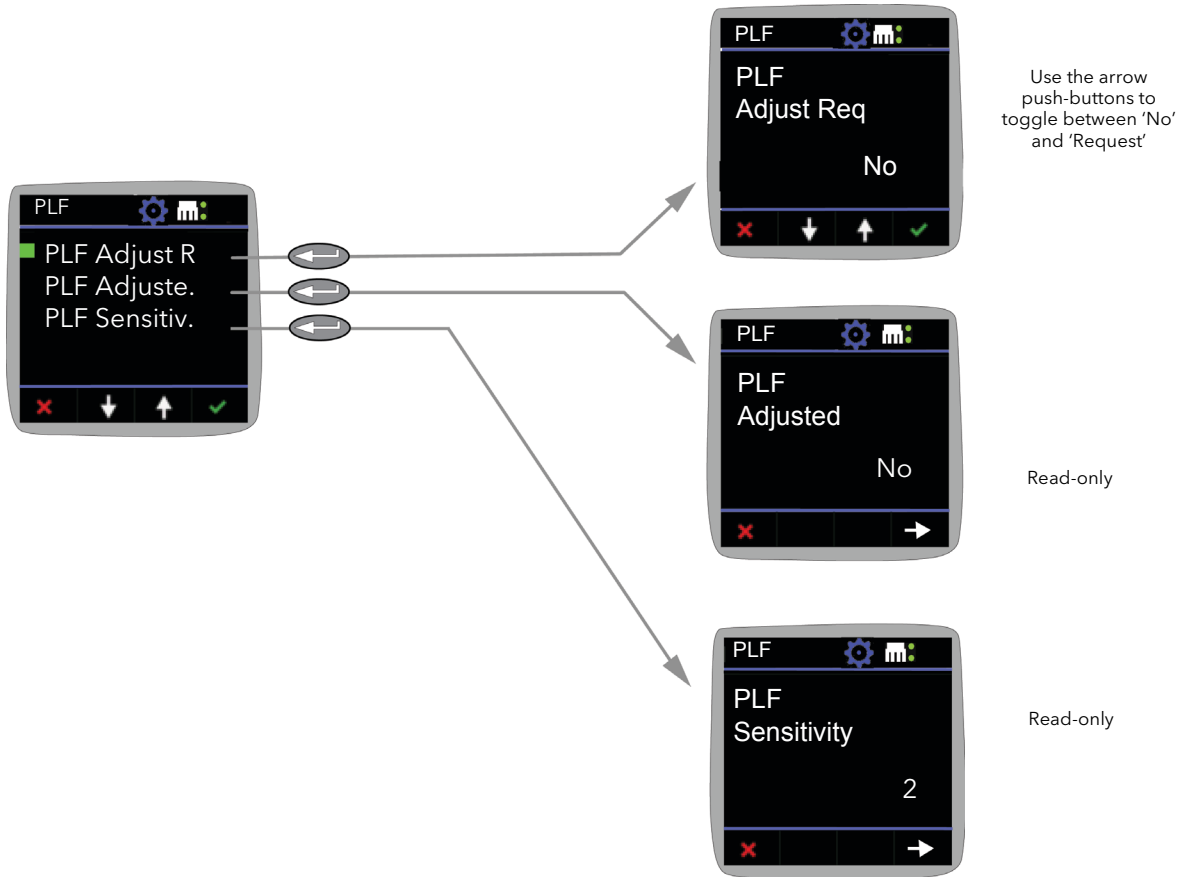 PLF
PLF Adjust R
PLF Adjuste.
PLF Sensitiv.
PLF
PLF
Adjust Req
No
Use the arrow
push-buttons to
toggle between ‘No’
and ‘Request’
PLF
PLF
Adjusted
No
Read-only
PLF
PLF
Sensitivity
2
Read-only